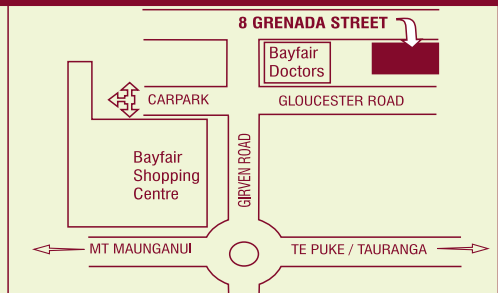 8 GRENADA STREET
Bayfair
Doctors
CARPARK
GLOUCESTER ROAD
Bayfair
Shopping
Centre
GIRVEN ROAD
MT MAUNGANUI
TE PUKE / TAURANGA